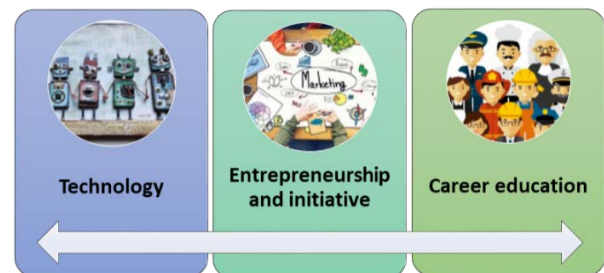 Marketing
Technology
Entrepreneurship
and initiative
Career education